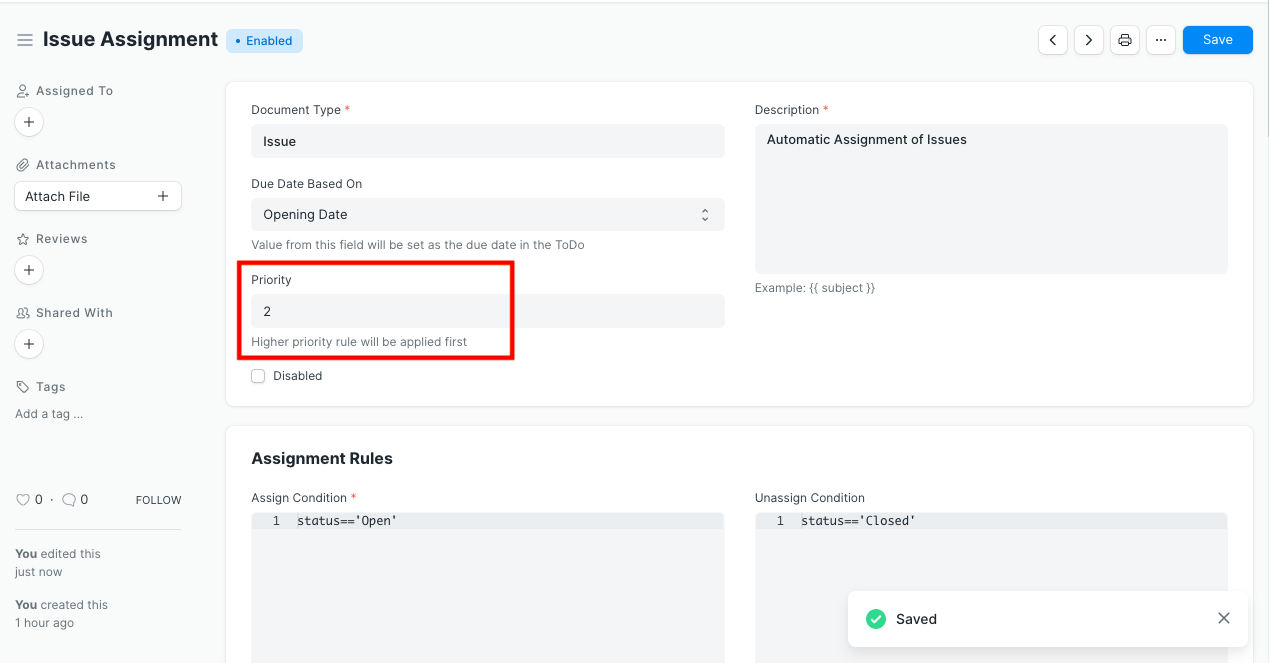 Issue Assignment
• Enabled
...
Save
Assigned To
Attachments
Attach File
Reviews
Shared With
Tags
Add a tag ...
0 · 0 FOLLOW
You edited this
just now
You created this
1 hour ago
Document Type *
Issue
Due Date Based On
Opening Date
Value from this field will be set as the due date in the ToDo
Priority
2
Higher priority rule will be applied first
Disabled
Description *
Automatic Assignment of Issues
Example: {{ subject }}
Assignment Rules
Assign Condition *
1 status=='Open'
Unassign Condition
1 status=='Closed'
Saved